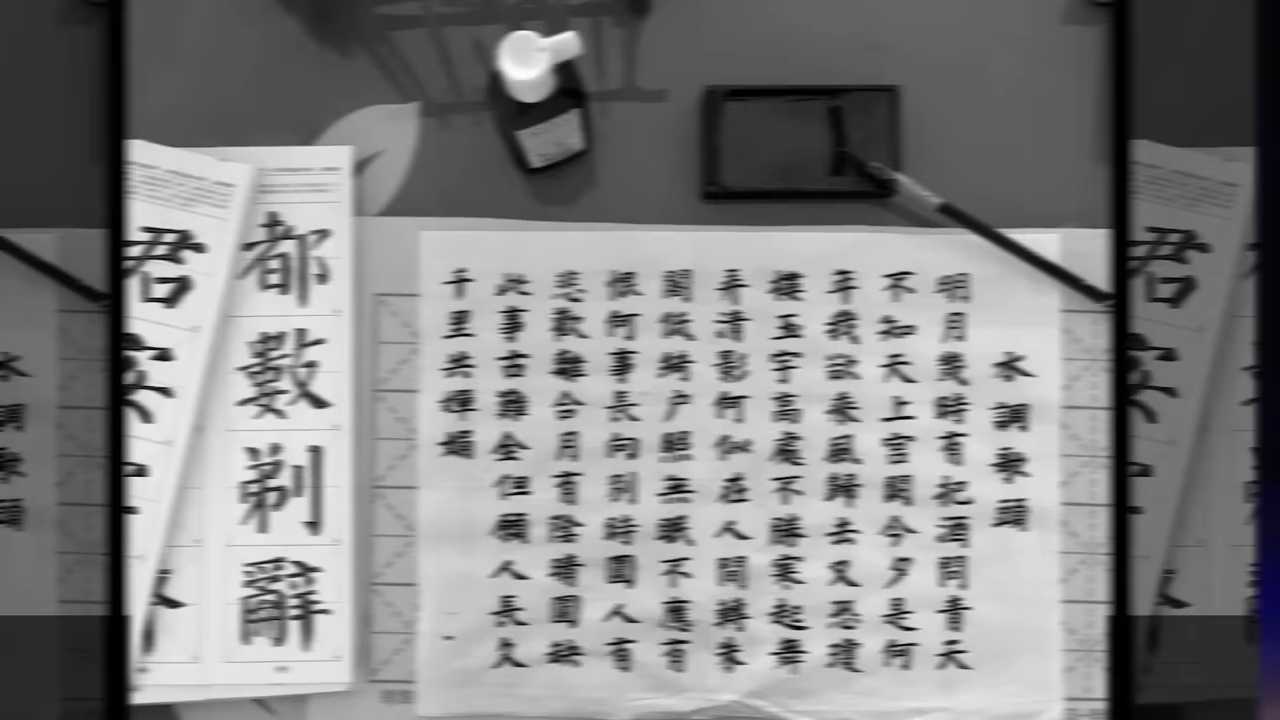 水調歌頭
明月幾時有把酒問青天
不知天上宮闕今夕是何
年我欲乘風歸去又恐瓊
樓玉宇高處不勝寒起舞
弄清影何似在人間轉朱
閣低綺户照無眠不應有
恨何事長向別時圓人有
悲歡離合月有陰晴圓缺
此事古難全但願人長久
千里共嬋娟
都數剃辭
君